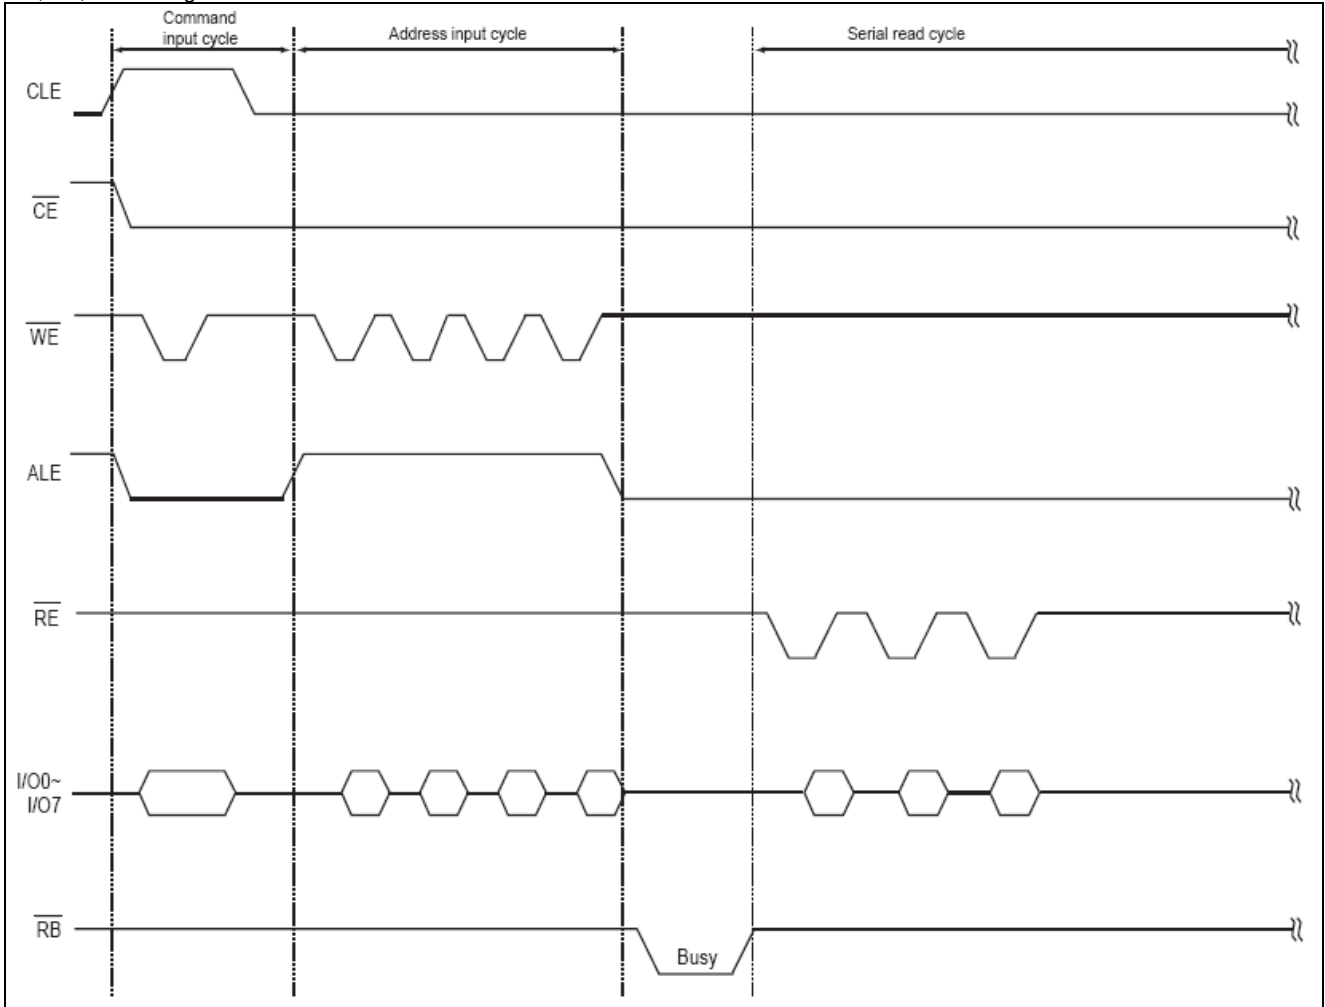 Command
input cycle
Address input cycle
Serial read cycle
CLE
CE
WE
ALE
RE
I/O0~
I/O7
RB
Busy